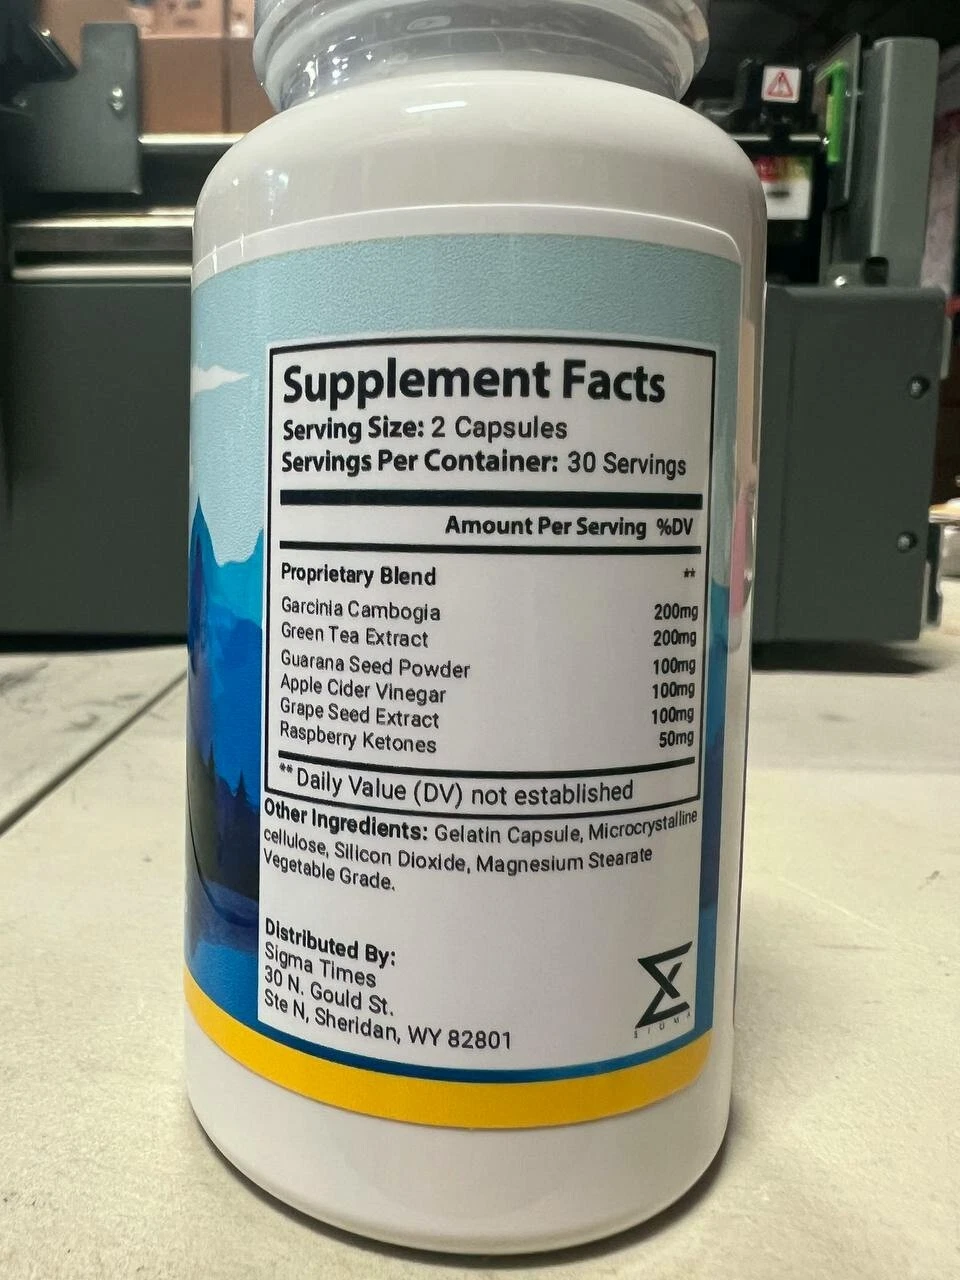 Supplement Facts
Serving Size: 2 Capsules
Servings Per Container: 30 Servings
Amount Per Serving %DV
Proprietary Blend **
Garcinia Cambogia 200mg
Green Tea Extract 200mg
Guarana Seed Powder 100mg
Apple Cider Vinegar 100mg
Grape Seed Extract 100mg
Raspberry Ketones 50mg
** Daily Value (DV) not established
Other Ingredients: Gelatin Capsule, Microcrystalline
cellulose, Silicon Dioxide, Magnesium Stearate
Vegetable Grade.
Distributed By:
Sigma Times
30 N. Gould St.
Ste N, Sheridan, WY 82801
SIGMA